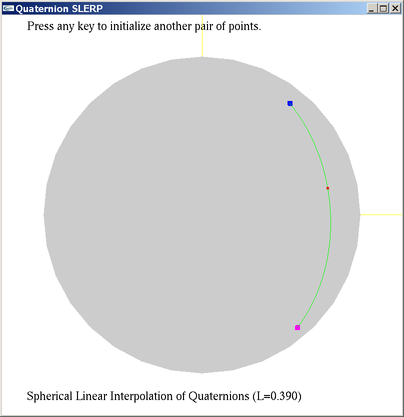 Quaternion SLERP
Press any key to initialize another pair of points.
Spherical Linear Interpolation of Quaternions (L=0.390)